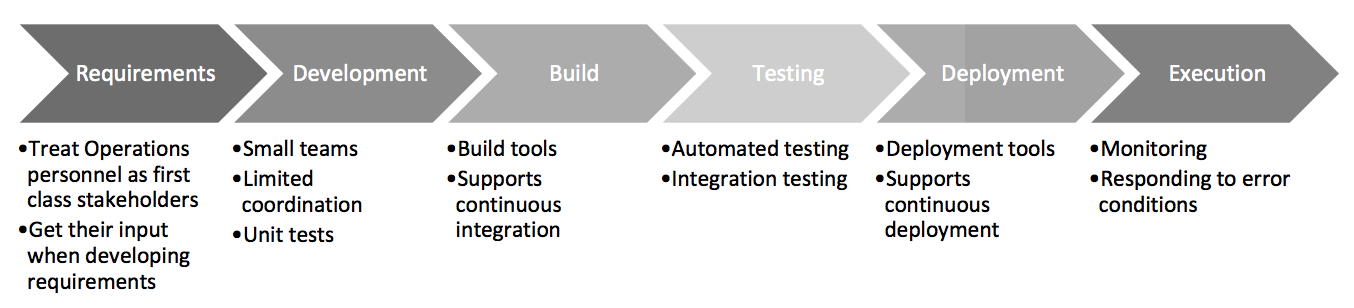 Requirements
Development
Build
Testing
Deployment
Execution
•Treat Operations
personnel as first
class stakeholders
•Get their input
when developing
requirements
•Small teams
•Limited
coordination
•Unit tests
•Build tools
•Supports
continuous
integration
•Automated testing
•Integration testing
•Deployment tools
•Supports
continuous
deployment
•Monitoring
•Responding to error
conditions